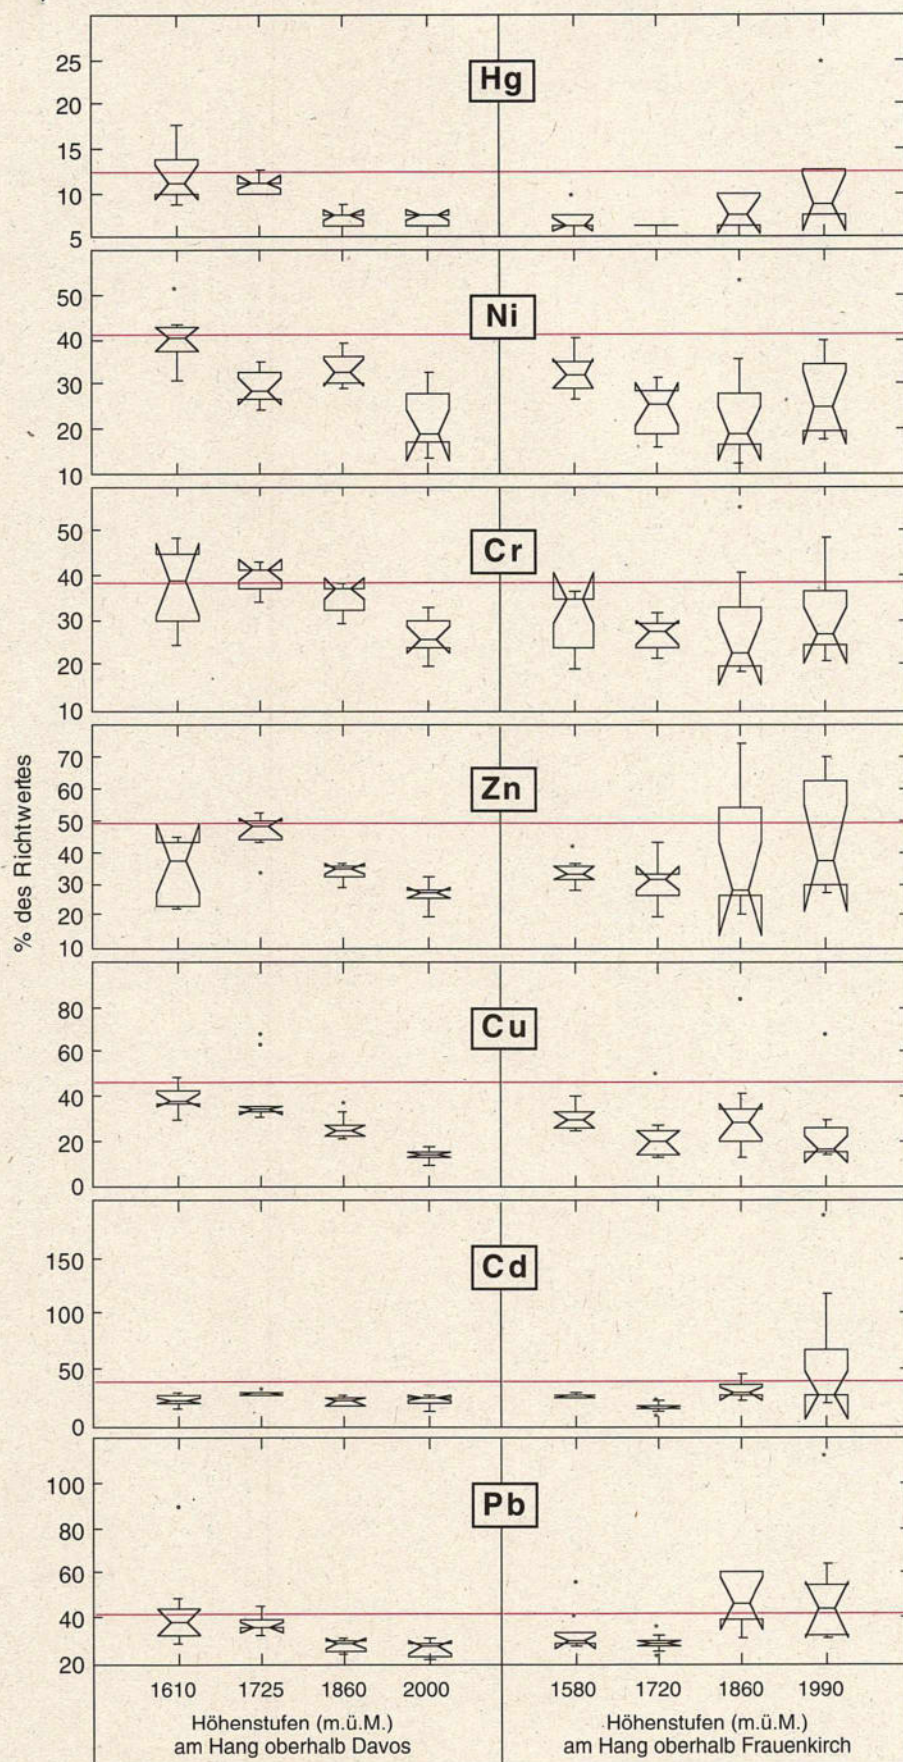 Hg
25
20
15
10
5
Ni
50
40
30
20
10
Cr
50
40
30
20
10
Zn
70
60
50
40
30
20
10
% des Richtwertes
Cu
80
60
40
20
0
Cd
150
100
50
0
Pb
100
80
60
40
20
1610 1725 1860 2000 1580 1720 1860 1990
Höhenstufen (m.ü.M.)
am Hang oberhalb Davos
Höhenstufen (m.ü.M.)
am Hang oberhalb Frauenkirch